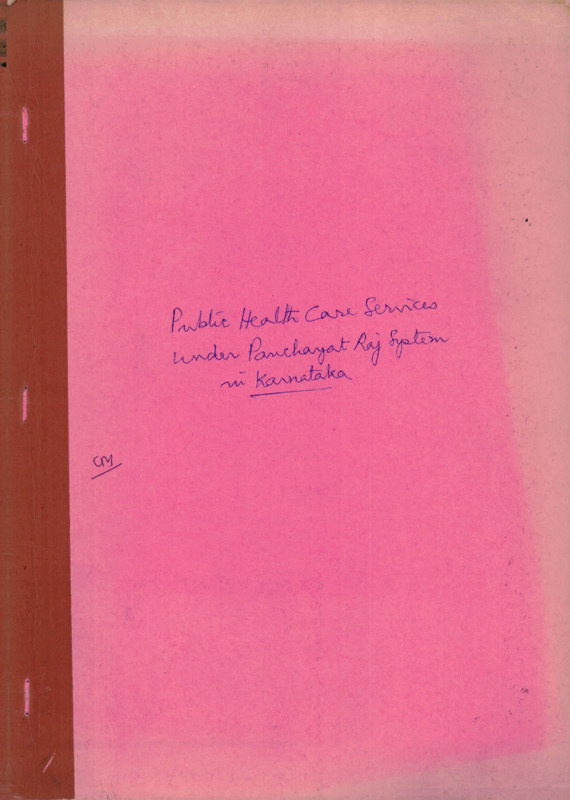 Public Health Care Services
under Panchayat Raj System
in Karnataka
CM